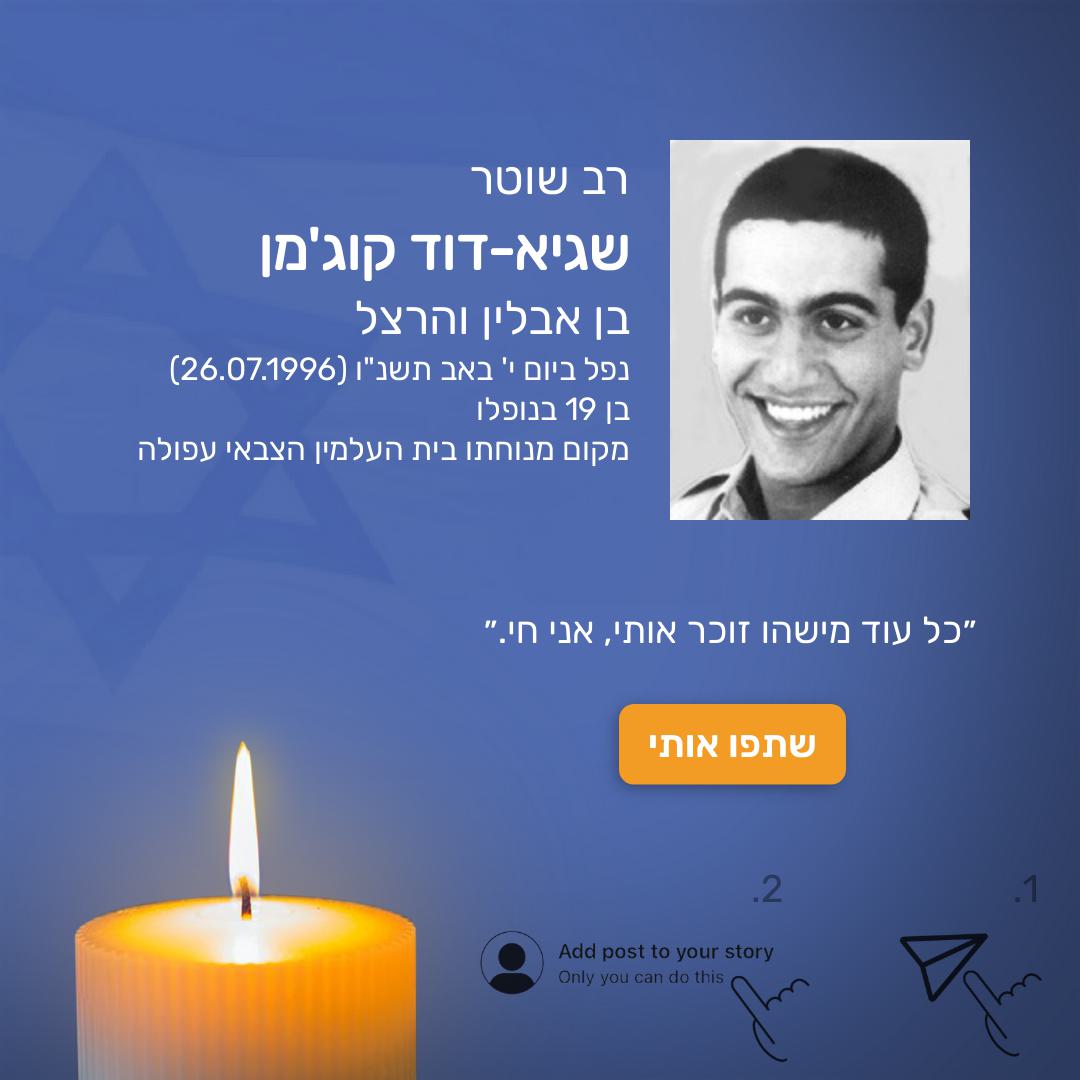 רב שוטר
שגיא-דוד קוג'מן
בן אבלין והרצל
נפל ביום י' באב תשנ"ו (26.07.1996)
בן 19 בנופלו
מקום מנוחתו בית העלמין הצבאי עפולה
״כל עוד מישהו זוכר אותי, אני חי.״
שתפו אותי
.1
.2
Add post to your story
Only you can do this